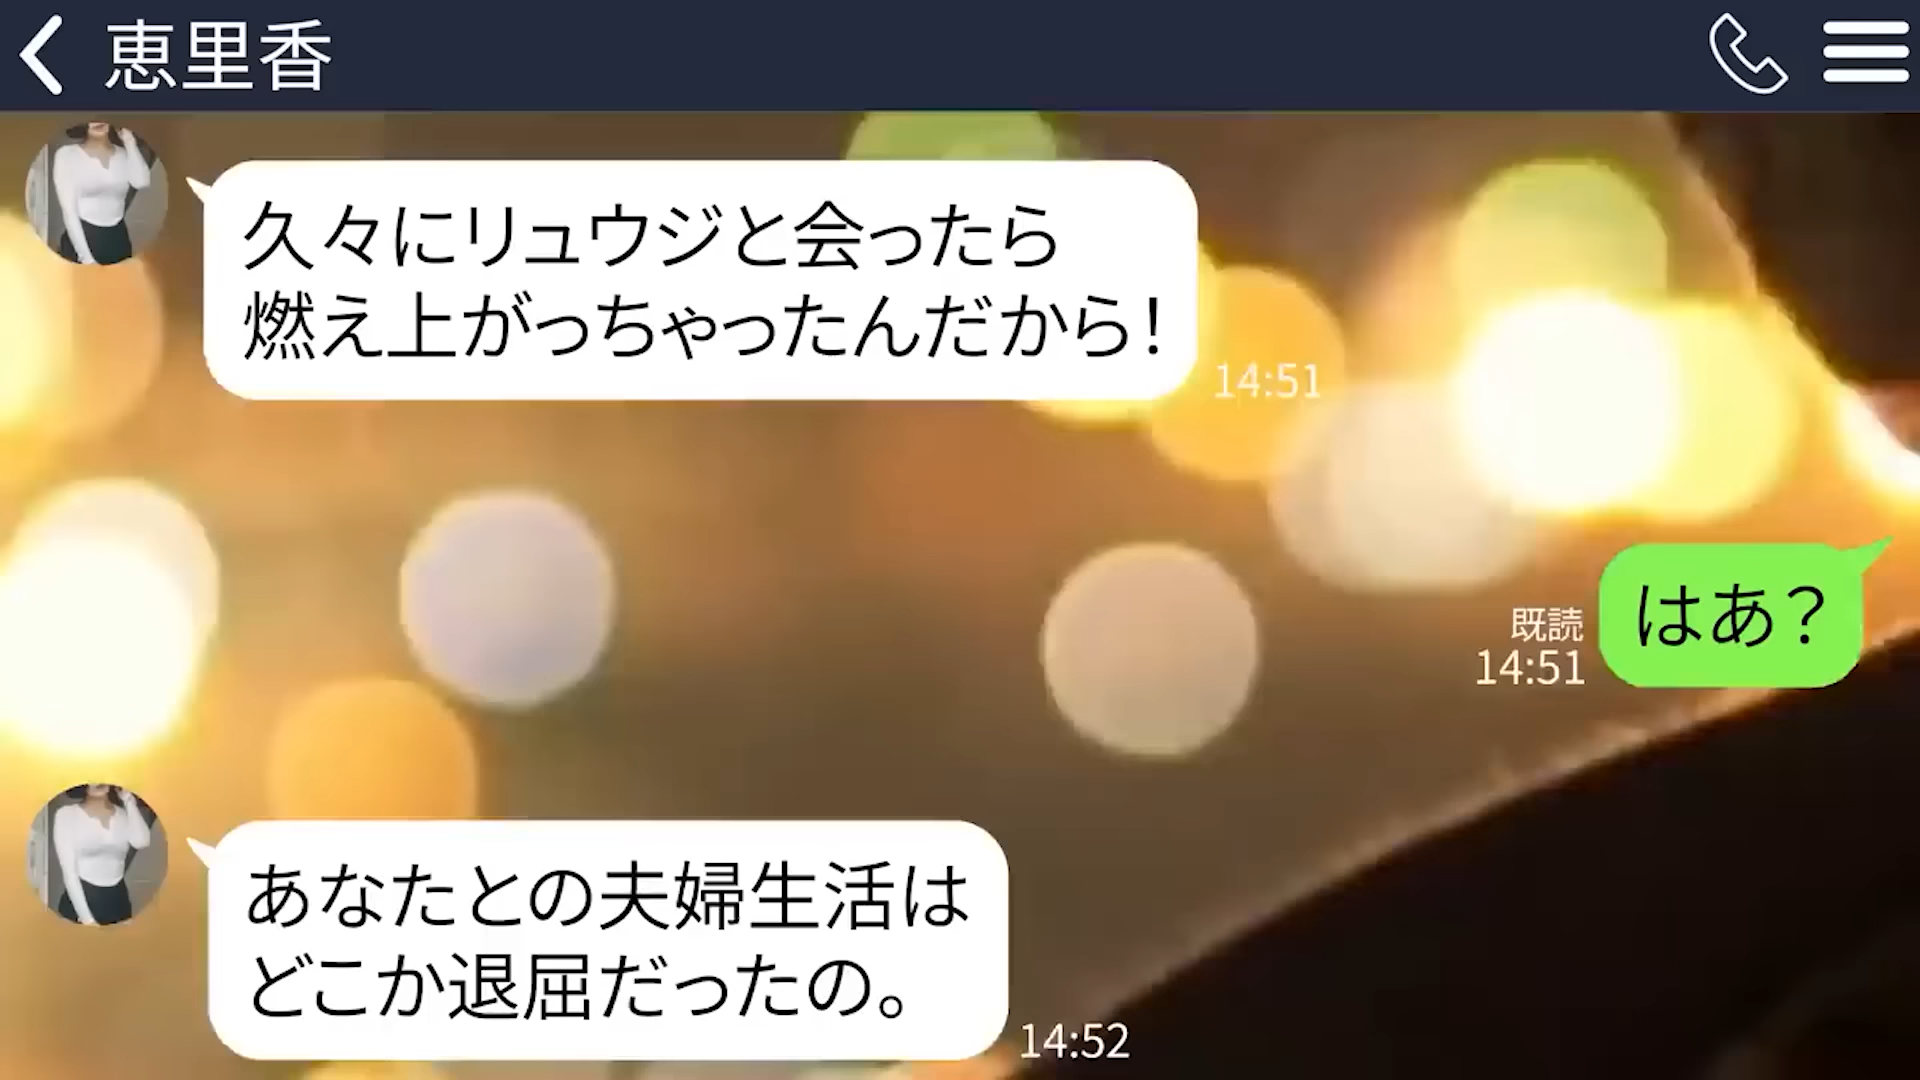 恵里香
久々にリュウジと会ったら
燃え上がっちゃったんだから！
14:51
はあ？
既読
14:51
あなたとの夫婦生活は
どこか退屈だったの。
14:52